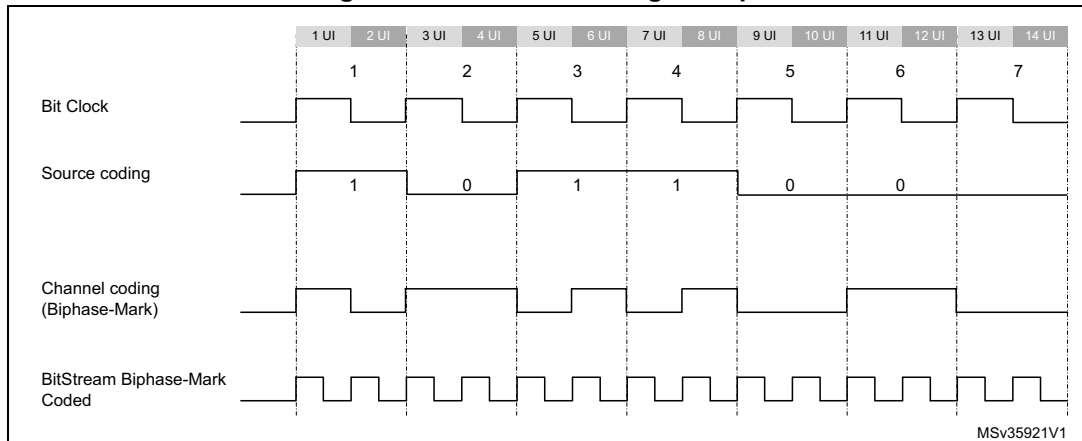 1 UI 2 UI 3 UI 4 UI 5 UI 6 UI 7 UI 8 UI 9 UI 10 UI 11 UI 12 UI 13 UI 14 UI
1 2 3 4 5 6 7
Bit Clock
Source coding
1 0 1 1 0 0
Channel coding
(Biphase-Mark)
BitStream Biphase-Mark
Coded
MSv35921V1